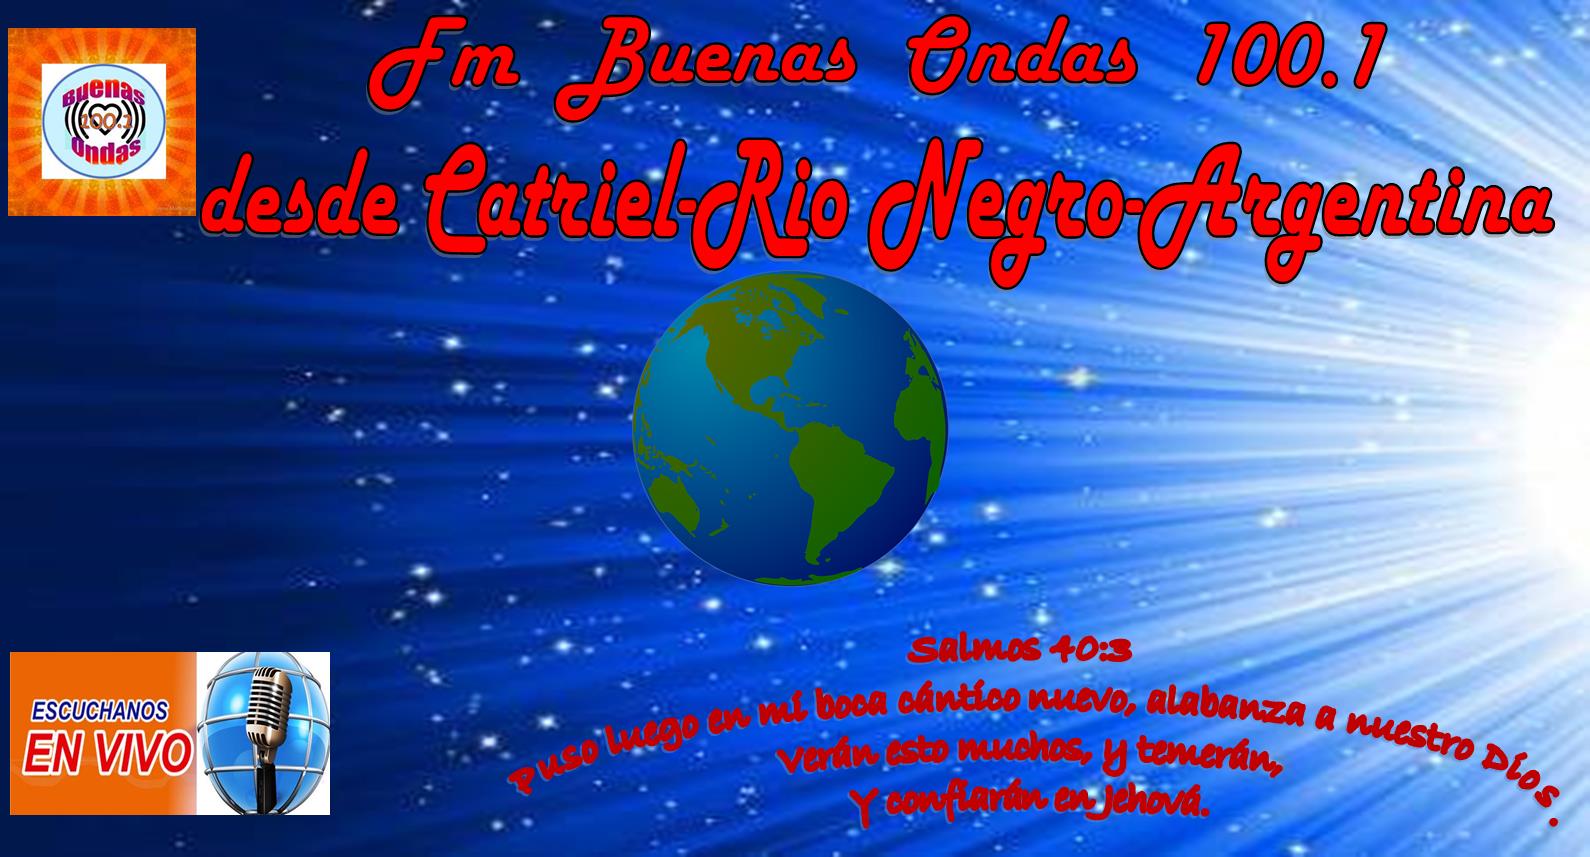 Fm Buenas Ondas 100.1
desde Catriel-Rio Negro-Argentina
Buenas
100.1
Ondas
Salmos 40:3
Puso luego en mi boca cántico nuevo, alabanza a nuestro Dios.
Verán esto muchos, y temerán,
Y confiarán en Jehová.
ESCUCHANOS
EN VIVO